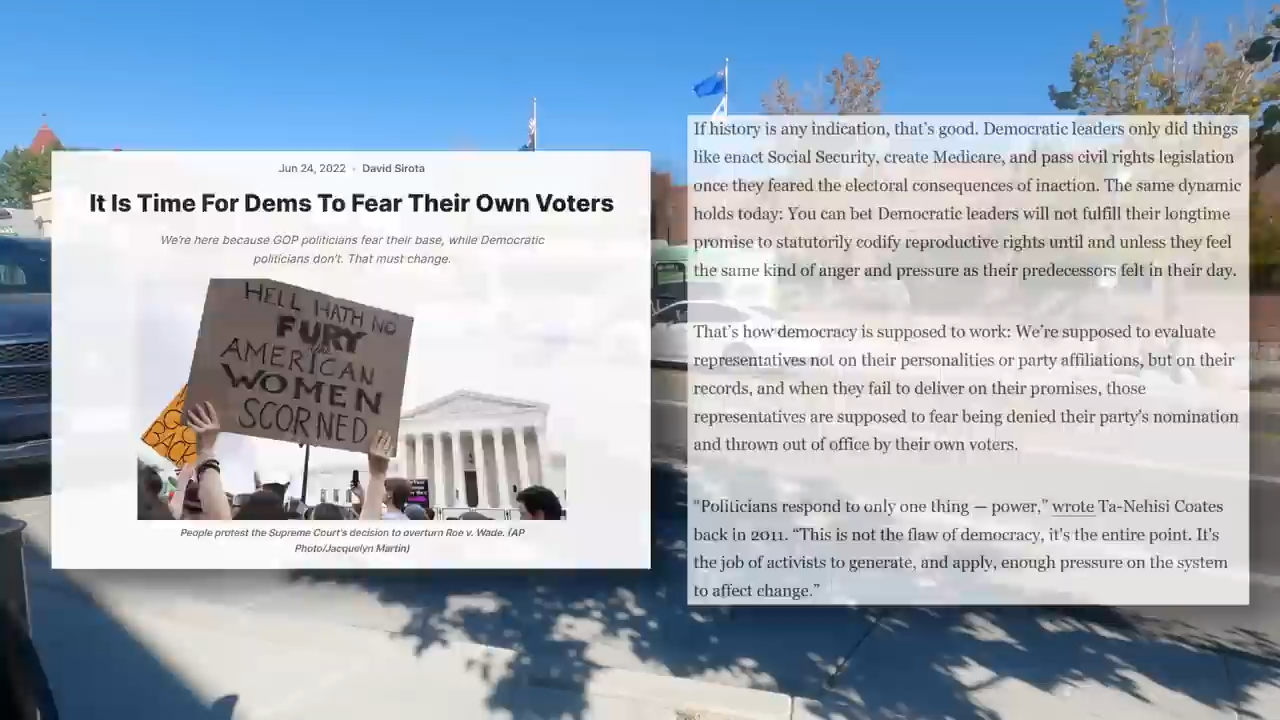 Jun 24, 2022 · David Sirota
It Is Time For Dems To Fear Their Own Voters
We're here because GOP politicians fear their base, while Democratic
politicians don't. That must change.
HELL HATH NO
FURY
like
AMERICAN
WOMEN
SCORNED
People protest the Supreme Court's decision to overturn Roe v. Wade. (AP
Photo/Jacquelyn Martin)
If history is any indication, that's good. Democratic leaders only did things
like enact Social Security, create Medicare, and pass civil rights legislation
once they feared the electoral consequences of inaction. The same dynamic
holds today: You can bet Democratic leaders will not fulfill their longtime
promise to statutorily codify reproductive rights until and unless they feel
the same kind of anger and pressure as their predecessors felt in their day.
That's how democracy is supposed to work: We're supposed to evaluate
representatives not on their personalities or party affiliations, but on their
records, and when they fail to deliver on their promises, those
representatives are supposed to fear being denied their party's nomination
and thrown out of office by their own voters.
"Politicians respond to only one thing — power," wrote Ta-Nehisi Coates
back in 2011. "This is not the flaw of democracy, it's the entire point. It's
the job of activists to generate, and apply, enough pressure on the system
to affect change."